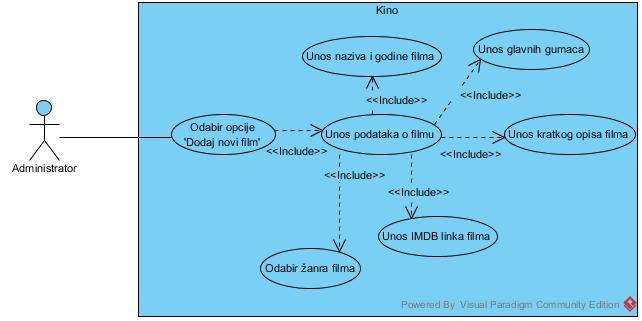 Kino
Unos naziva i godine filma
Unos glavnih gumaca
<<Include>>
<<Include>>
Odabir opcije
'Dodaj novi film'
Unos podataka o filmu
Unos kratkog opisa filma
<<Include>>
<<Include>>
Administrator
<<Include>>
<<Include>>
Unos IMDB linka filma
Odabir žanra filma
Powered By Visual Paradigm Community Edition